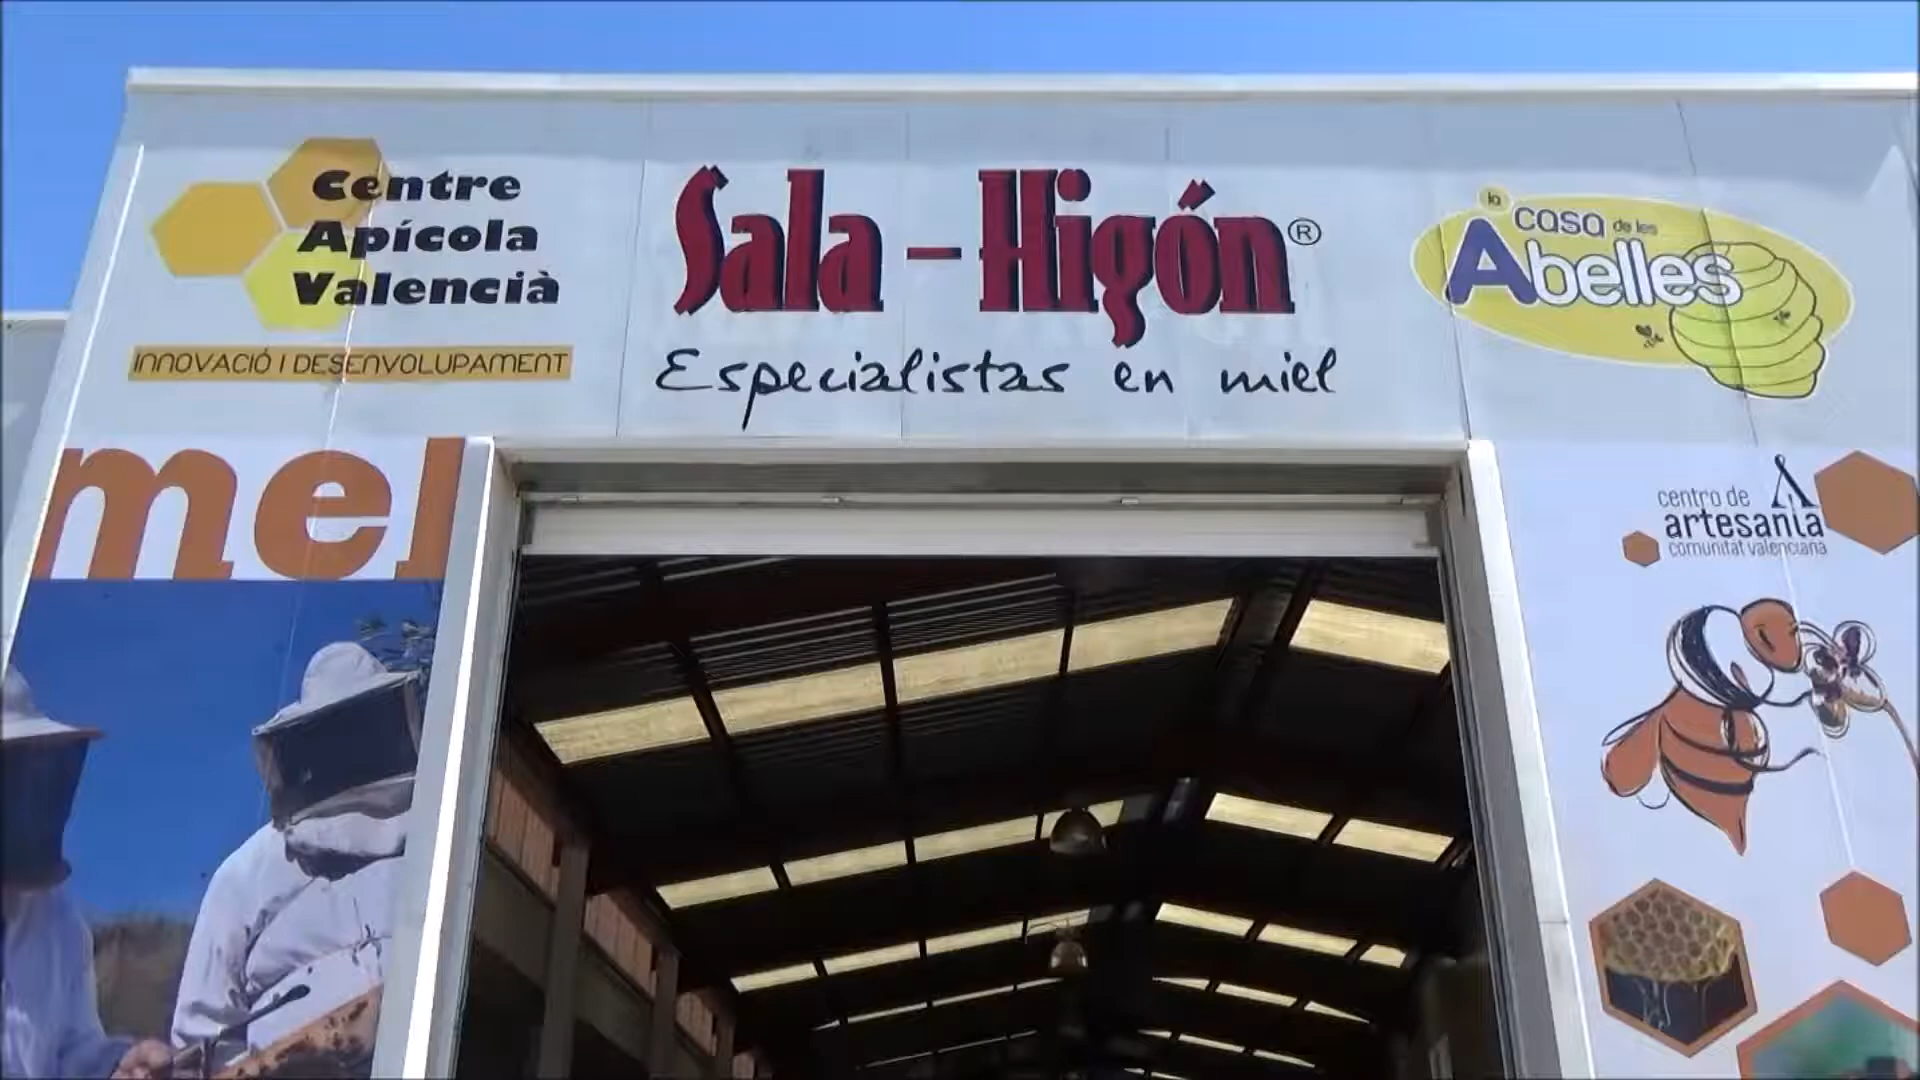 Centre
Apícola
Valencià
INNOVACIÓ I DESENVOLUPAMENT
Sala - Higón®
Especialistas en miel
la
casa de les
Abelles
mel
centro de
artesanía
comunitat valenciana